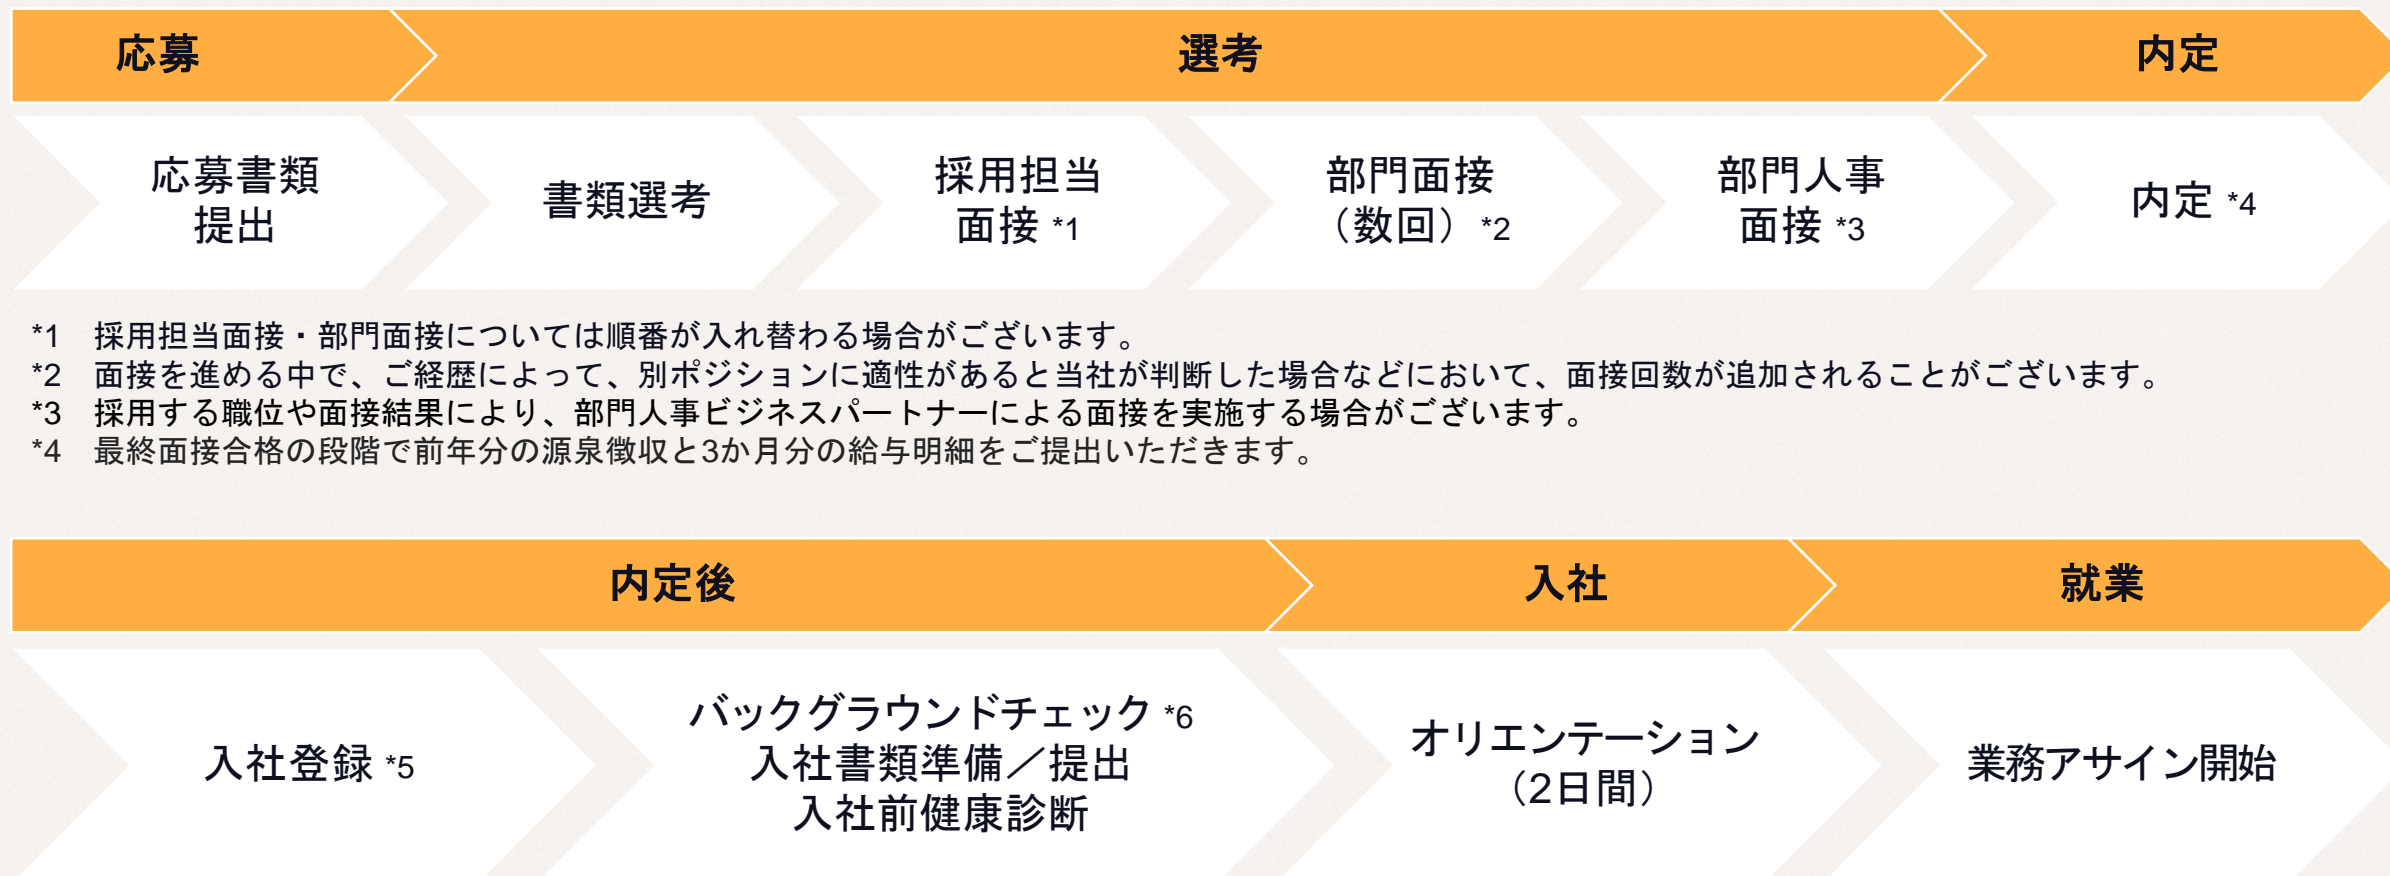 応募
選考
内定
応募書類
提出
書類選考
採用担当
面接 *1
部門面接
（数回）*2
部門人事
面接 *3
内定 *4
*1 採用担当面接・部門面接については順番が入れ替わる場合がございます。
*2 面接を進める中で、ご経歴によって、別ポジションに適性があると当社が判断した場合などにおいて、面接回数が追加されることがございます。
*3 採用する職位や面接結果により、部門人事ビジネスパートナーによる面接を実施する場合がございます。
*4 最終面接合格の段階で前年分の源泉徴収と3か月分の給与明細をご提出いただきます。
内定後
入社
就業
入社登録 *5
バックグラウンドチェック *6
入社書類準備／提出
入社前健康診断
オリエンテーション
（2日間）
業務アサイン開始